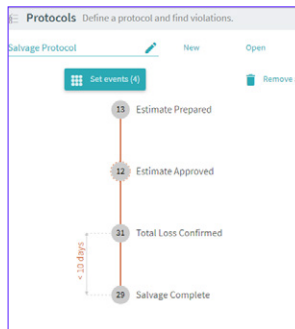 Protocols Define a protocol and find violations.
Salvage Protocol New Open
Set events (4) Remove
13 Estimate Prepared
12 Estimate Approved
31 Total Loss Confirmed
< 10 days
29 Salvage Complete